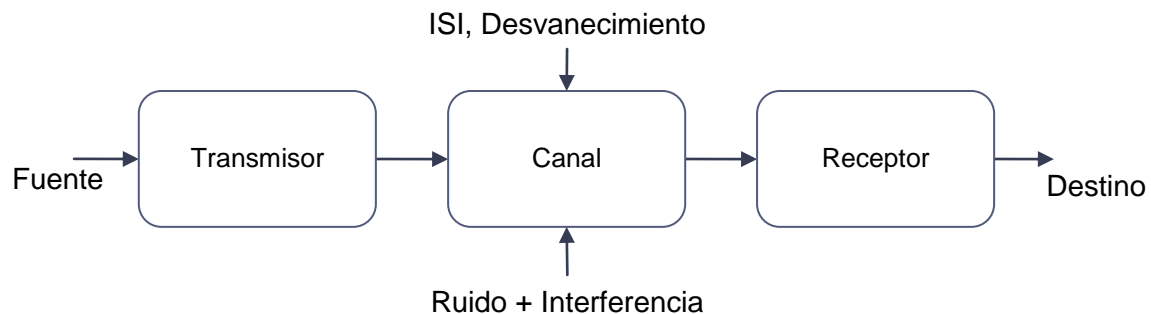 ISI, Desvanecimiento
Fuente
Transmisor
Canal
Receptor
Destino
Ruido + Interferencia